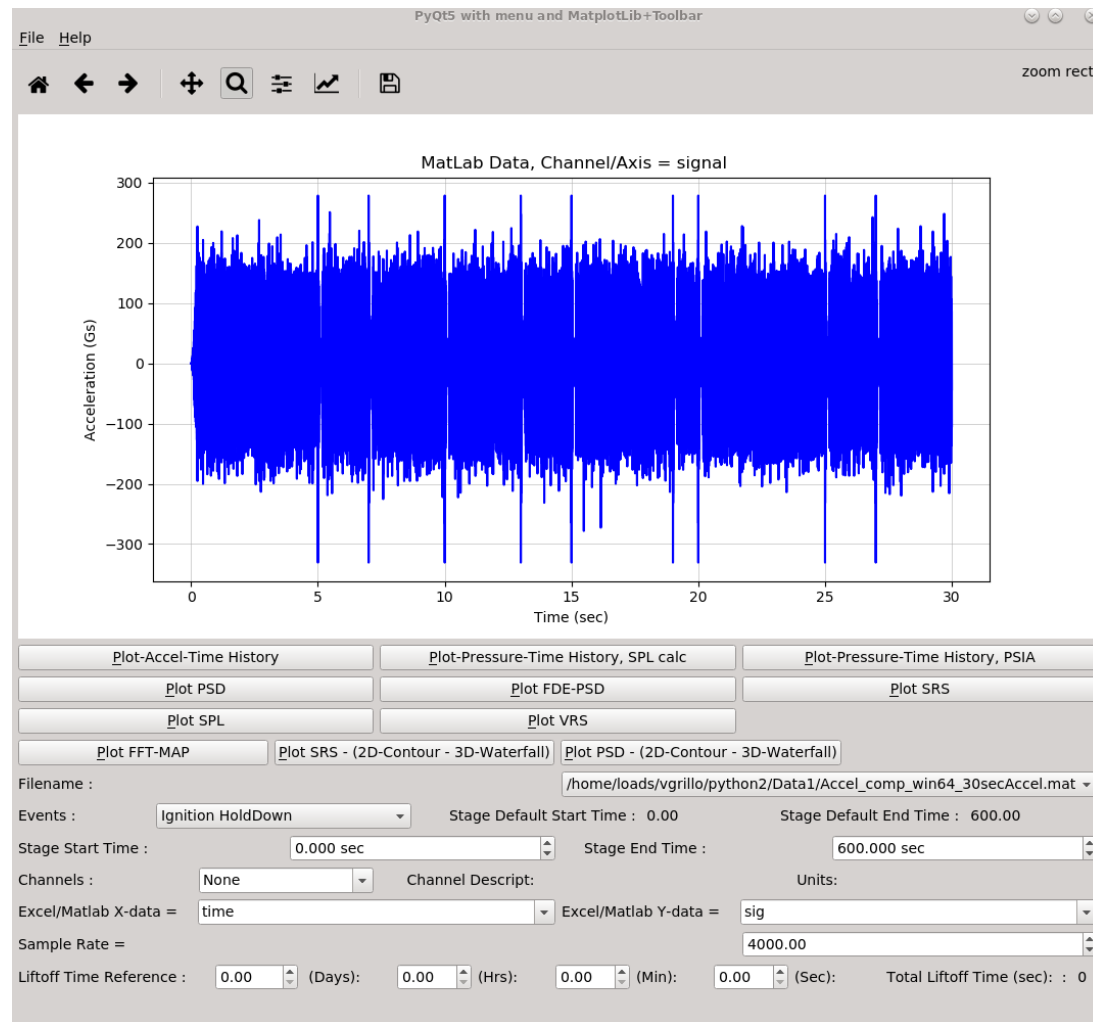 PyQt5 with menu and MatplotLib+Toolbar
File Help
zoom rect
MatLab Data, Channel/Axis = signal
300
200
100
0
−100
−200
−300
Acceleration (Gs)
0 5 10 15 20 25 30
Time (sec)
Plot-Accel-Time History Plot-Pressure-Time History, SPL calc Plot-Pressure-Time History, PSIA
Plot PSD Plot FDE-PSD Plot SRS
Plot SPL Plot VRS
Plot FFT-MAP Plot SRS - (2D-Contour - 3D-Waterfall) Plot PSD - (2D-Contour - 3D-Waterfall)
Filename : /home/loads/vgrillo/python2/Data1/Accel_comp_win64_30secAccel.mat
Events : Ignition HoldDown Stage Default Start Time : 0.00 Stage Default End Time : 600.00
Stage Start Time : 0.000 sec Stage End Time : 600.000 sec
Channels : None Channel Descript: Units:
Excel/Matlab X-data = time Excel/Matlab Y-data = sig
Sample Rate = 4000.00
Liftoff Time Reference : 0.00 (Days): 0.00 (Hrs): 0.00 (Min): 0.00 (Sec): Total Liftoff Time (sec): : 0